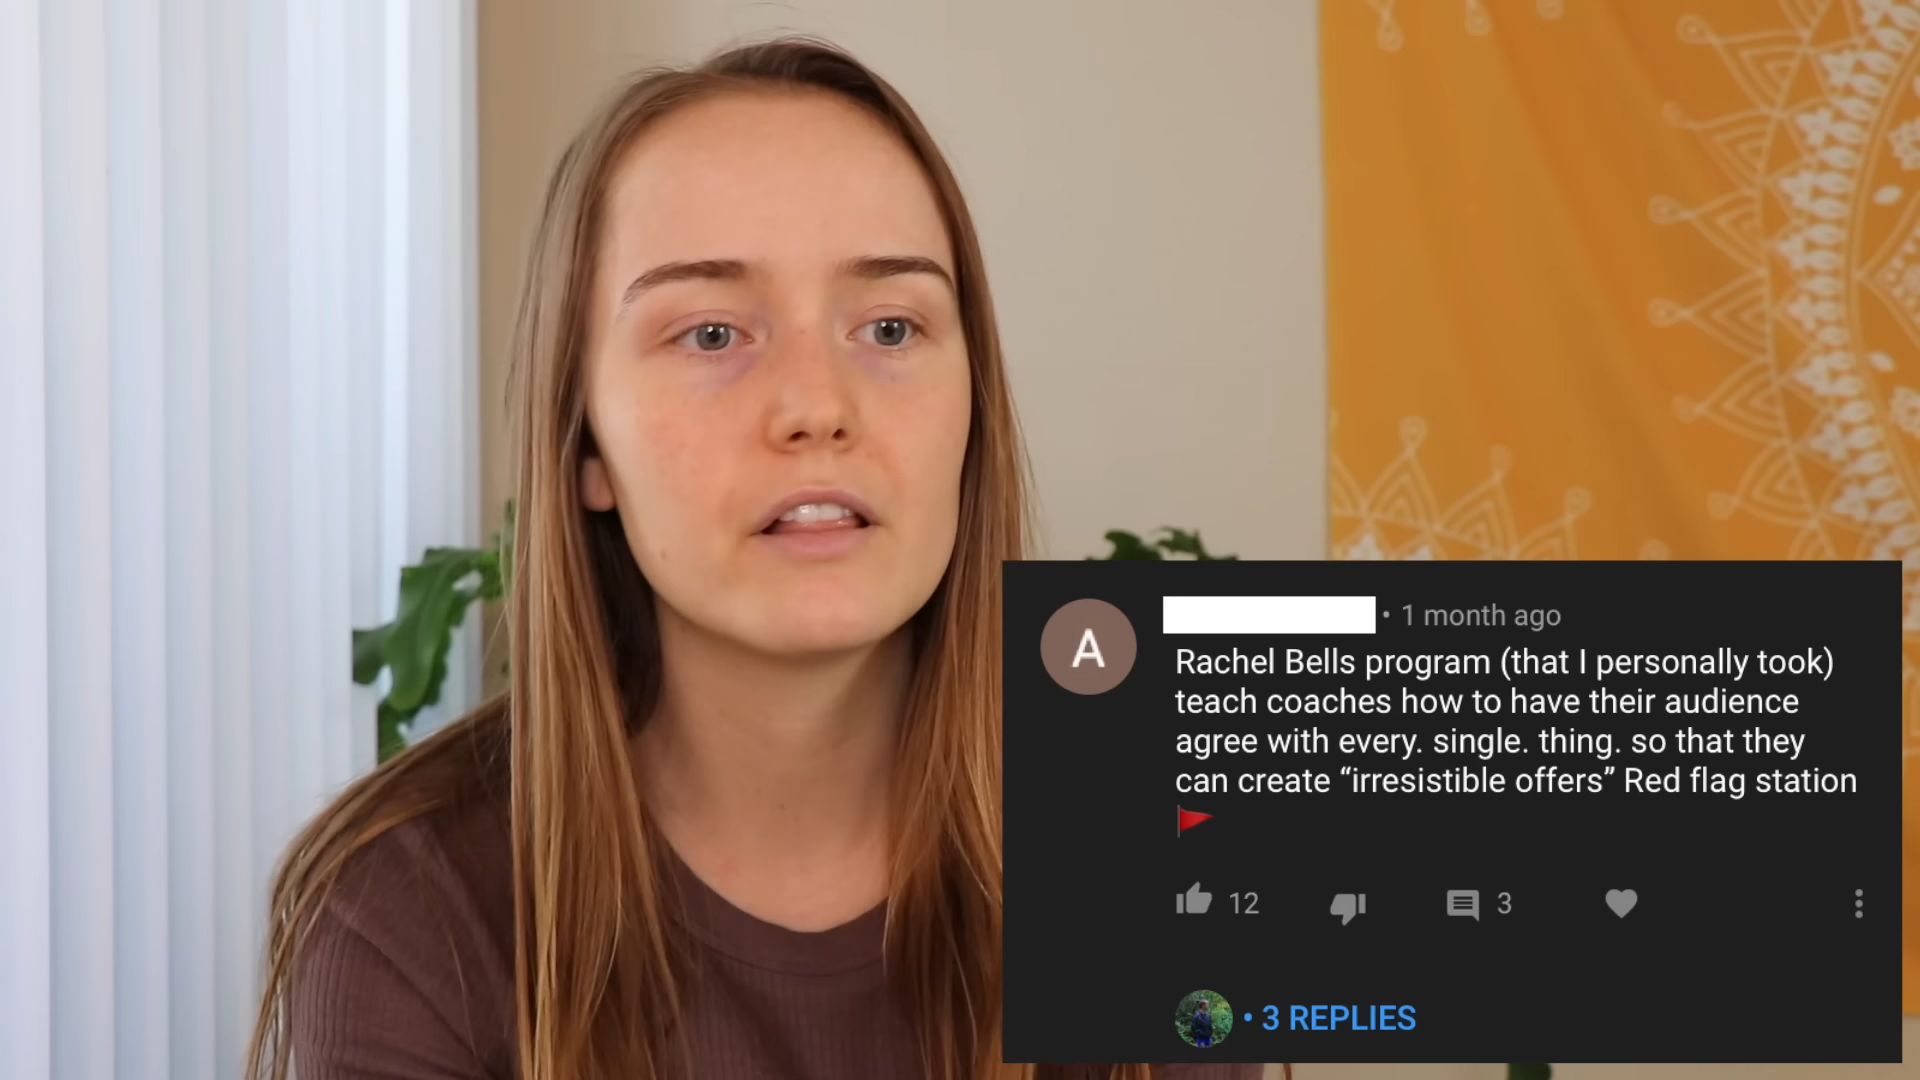 A
• 1 month ago
Rachel Bells program (that I personally took)
teach coaches how to have their audience
agree with every. single. thing. so that they
can create “irresistible offers” Red flag station
🚩
12
3
• 3 REPLIES